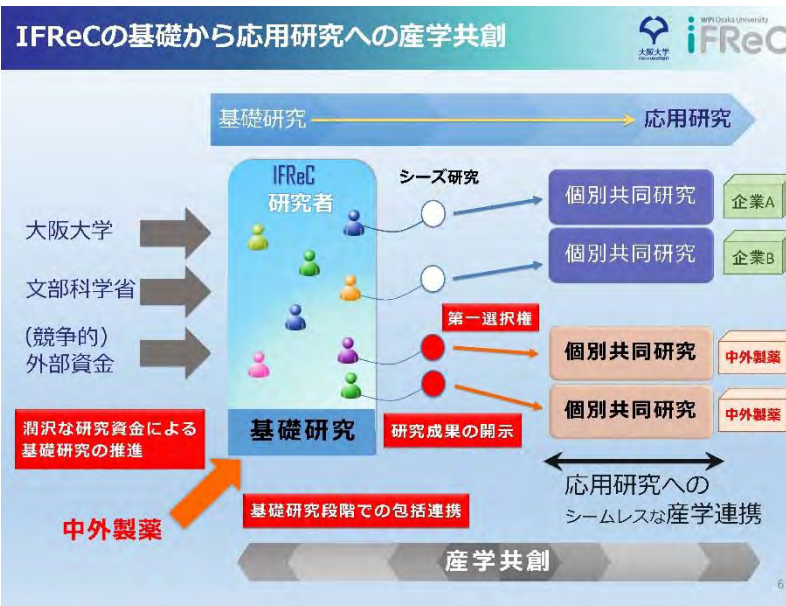 IFReCの基礎から応用研究への産学共創
大阪大学
OSAKA UNIVERSITY
WPI Osaka University
iFReC
基礎研究
応用研究
IFReC
研究者
シーズ研究
個別共同研究
企業A
大阪大学
個別共同研究
企業B
文部科学省
(競争的)
外部資金
第一選択権
個別共同研究
中外製薬
個別共同研究
中外製薬
潤沢な研究資金による
基礎研究の推進
基礎研究
研究成果の開示
応用研究への
シームレスな産学連携
中外製薬
基礎研究段階での包括連携
産学共創
6